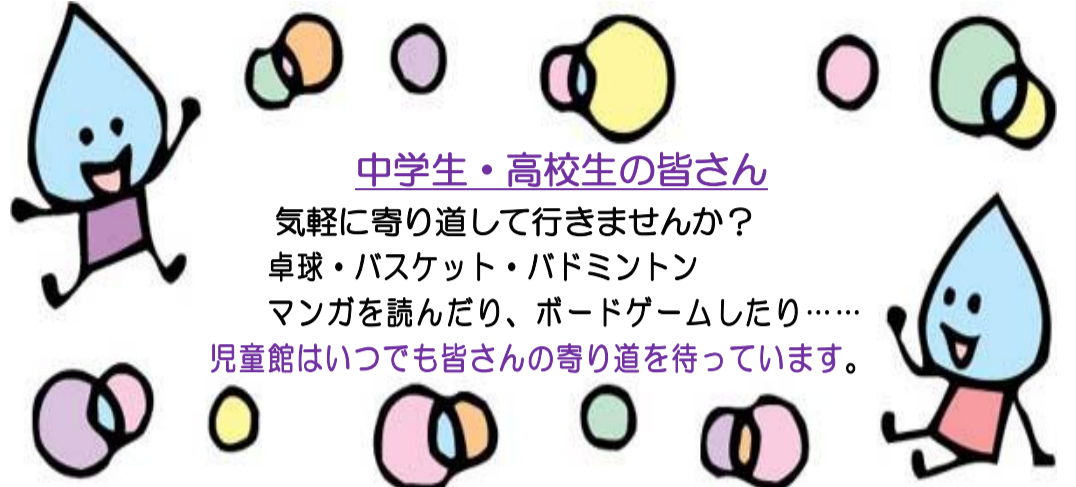 中学生・高校生の皆さん
気軽に寄り道して行きませんか？
卓球・バスケット・バドミントン
マンガを読んだり、ボードゲームしたり……
児童館はいつでも皆さんの寄り道を待っています。